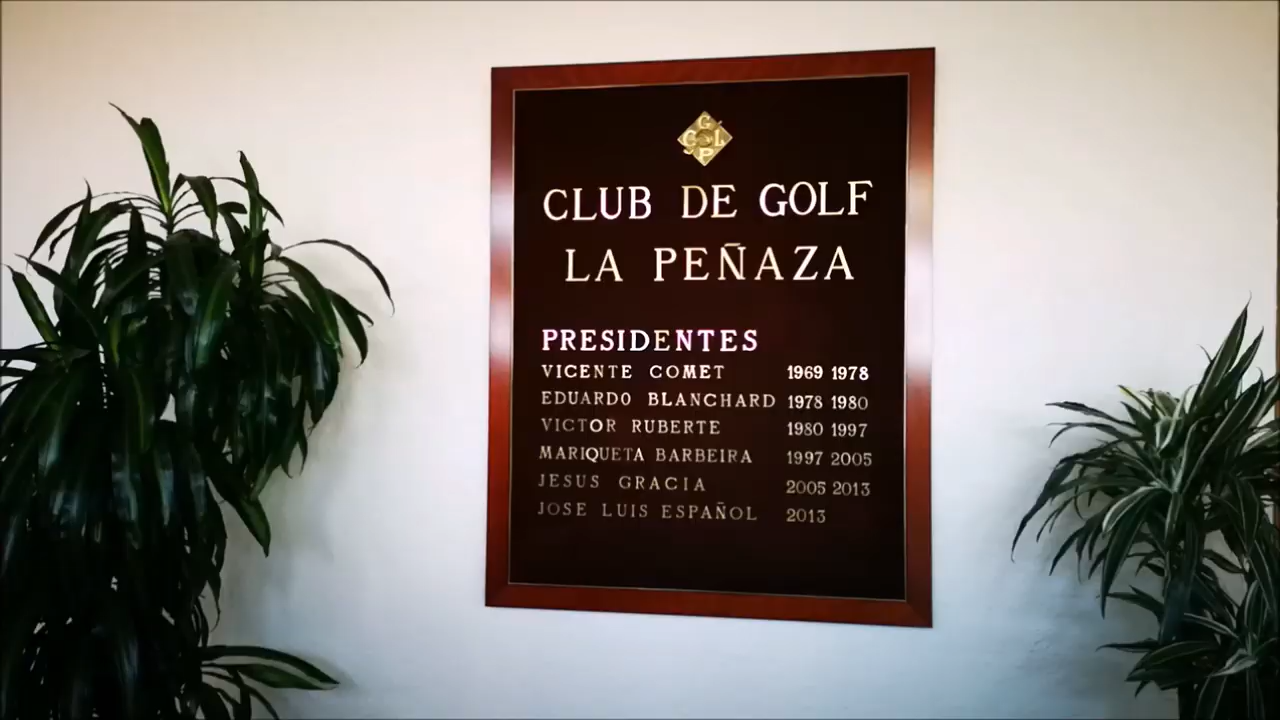 G
C G L
P
CLUB DE GOLF
LA PEÑAZA
PRESIDENTES
VICENTE COMET 1969 1978
EDUARDO BLANCHARD 1978 1980
VICTOR RUBERTE 1980 1997
MARIQUETA BARBEIRA 1997 2005
JESUS GRACIA 2005 2013
JOSE LUIS ESPAÑOL 2013